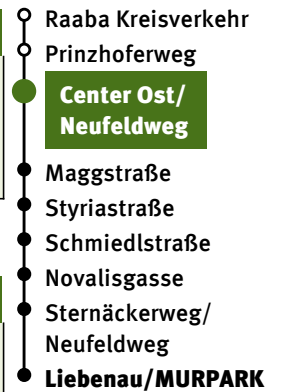 Raaba Kreisverkehr
Prinzhoferweg
Center Ost/
Neufeldweg
Maggstraße
Styriastraße
Schmiedlstraße
Novalisgasse
Sternäckerweg/
Neufeldweg
Liebenau/MURPARK